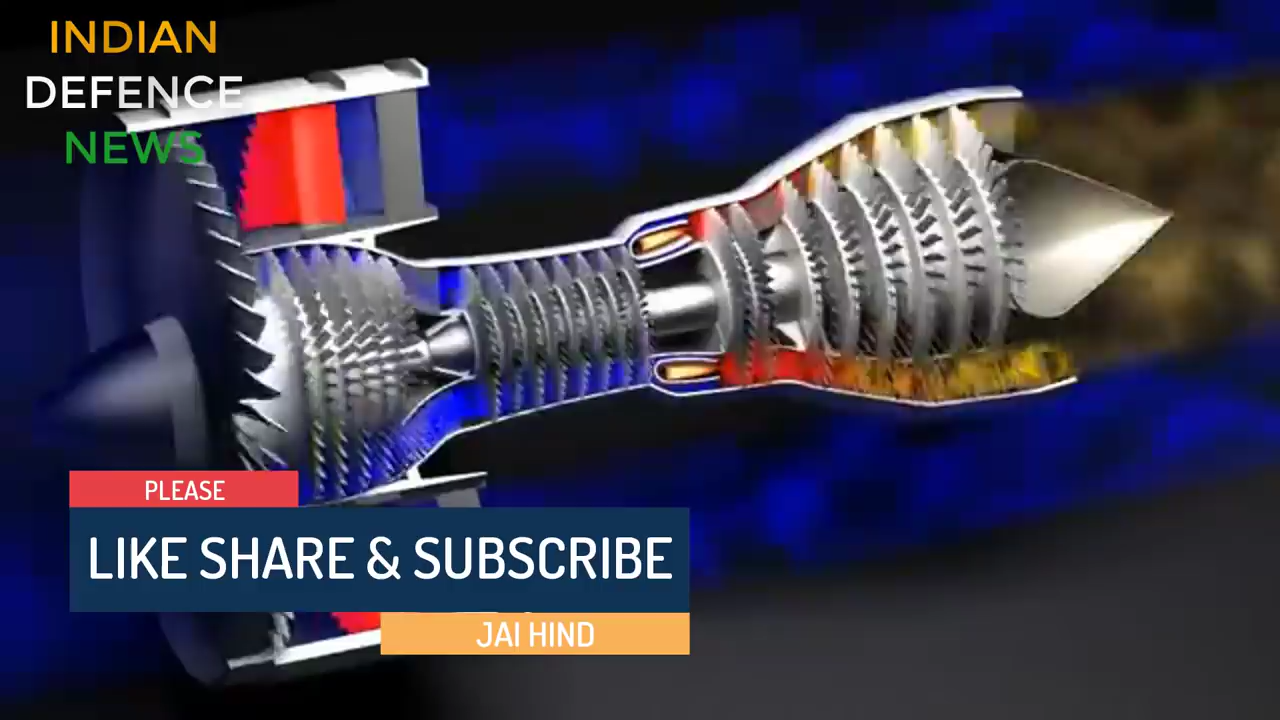 INDIAN
DEFENCE
NEWS
PLEASE
LIKE SHARE & SUBSCRIBE
JAI HIND